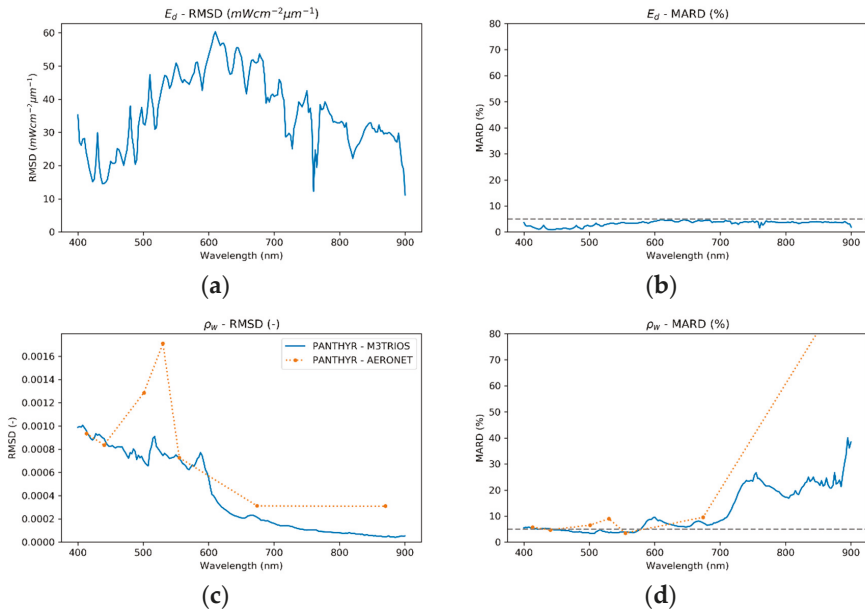 E_d - RMSD (mWcm⁻²μm⁻¹)
RMSD (mWcm⁻²μm⁻¹)
60
50
40
30
20
10
0
400 500 600 700 800 900
Wavelength (nm)
(a)
E_d - MARD (%)
MARD (%)
80
70
60
50
40
30
20
10
0
400 500 600 700 800 900
Wavelength (nm)
(b)
ρ_w - RMSD (-)
RMSD (-)
0.0016
0.0014
0.0012
0.0010
0.0008
0.0006
0.0004
0.0002
0.0000
PANTHYR - M3TRIOS
PANTHYR - AERONET
400 500 600 700 800 900
Wavelength (nm)
(c)
ρ_w - MARD (%)
MARD (%)
80
70
60
50
40
30
20
10
0
400 500 600 700 800 900
Wavelength (nm)
(d)